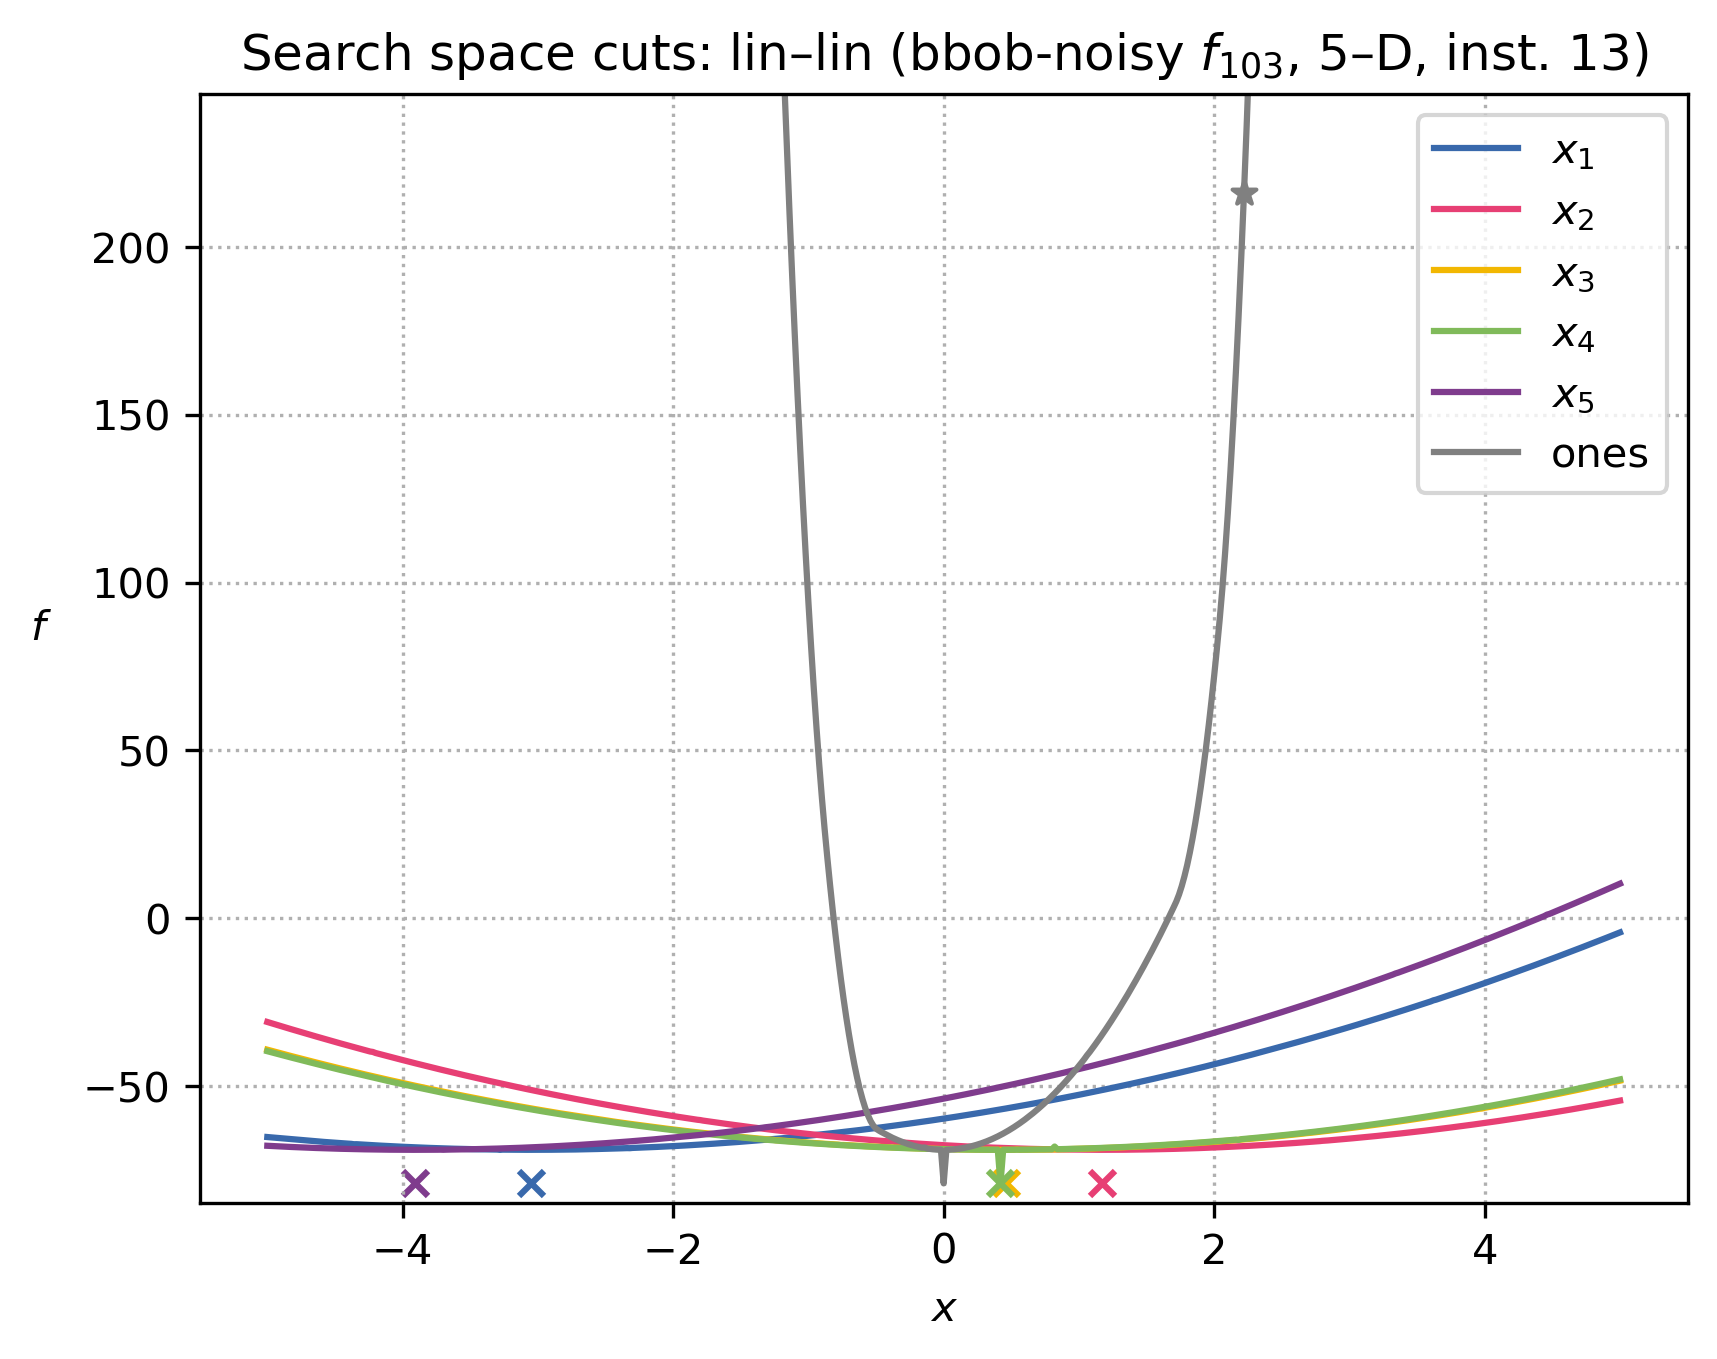 Search space cuts: lin–lin (bbob-noisy f₁₀₃, 5–D, inst. 13)
x₁
x₂
x₃
x₄
x₅
ones
200
150
100
50
0
−50
f
−4 −2 0 2 4
x